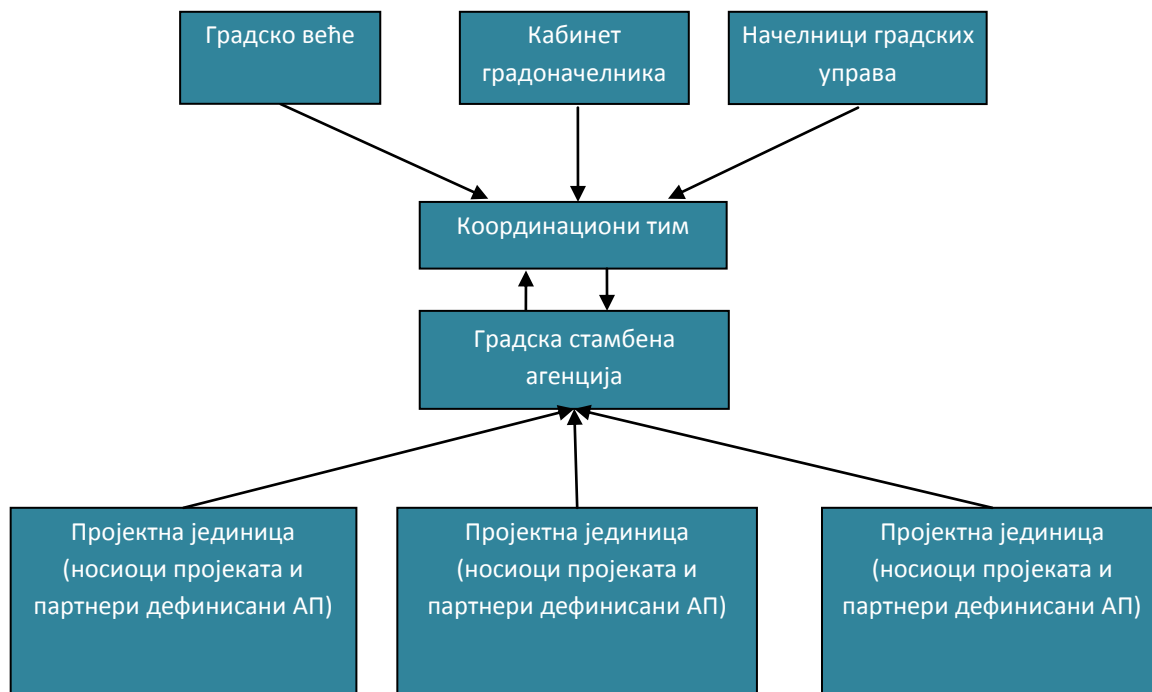 Градско веће
Кабинет
градоначелника
Начелници градских
управа
Координациони тим
Градска стамбена
агенција
Пројектна јединица
(носиоци пројеката и
партнери дефинисани АП)
Пројектна јединица
(носиоци пројеката и
партнери дефинисани АП)
Пројектна јединица
(носиоци пројеката и
партнери дефинисани АП)